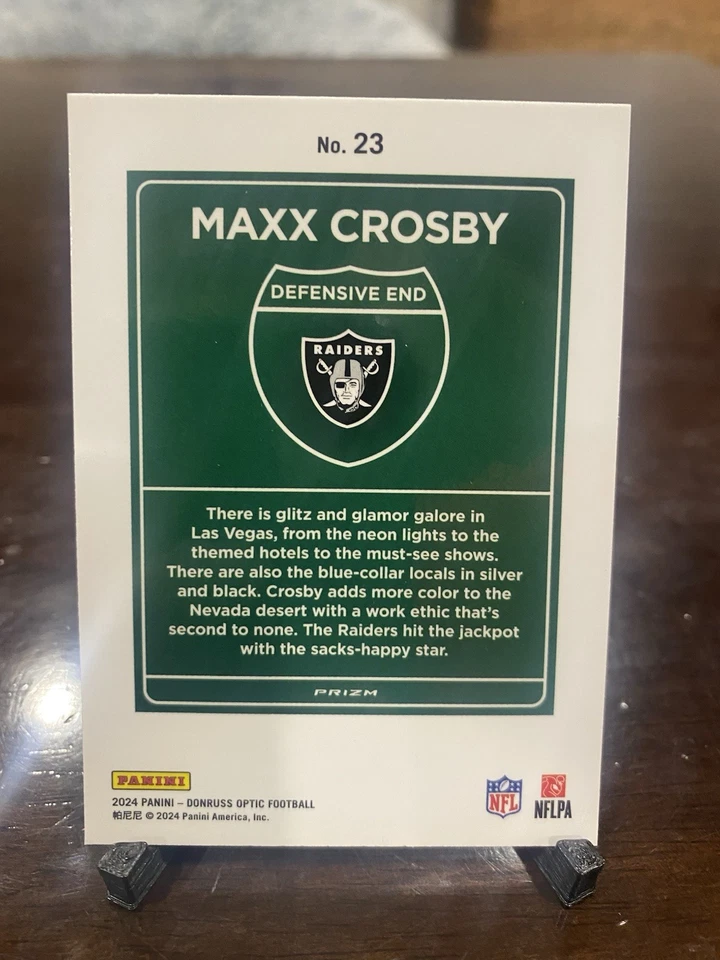 No. 23
MAXX CROSBY
DEFENSIVE END
RAIDERS
There is glitz and glamor galore in
Las Vegas, from the neon lights to the
themed hotels to the must-see shows.
There are also the blue-collar locals in silver
and black. Crosby adds more color to the
Nevada desert with a work ethic that's
second to none. The Raiders hit the jackpot
with the sacks-happy star.
PRIZM
PANINI
2024 PANINI – DONRUSS OPTIC FOOTBALL
帕尼尼 © 2024 Panini America, Inc.
NFL
NFLPA